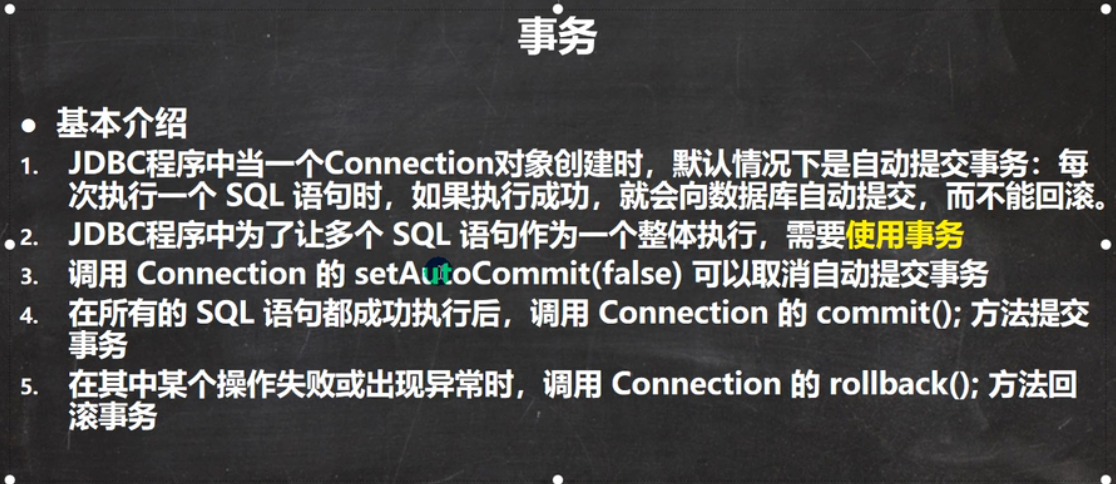 事务
● 基本介绍
1. JDBC程序中当一个Connection对象创建时，默认情况下是自动提交事务：每
次执行一个 SQL 语句时，如果执行成功，就会向数据库自动提交，而不能回滚。
2. JDBC程序中为了让多个 SQL 语句作为一个整体执行，需要使用事务
3. 调用 Connection 的 setAutoCommit(false) 可以取消自动提交事务
4. 在所有的 SQL 语句都成功执行后，调用 Connection 的 commit(); 方法提交
事务
5. 在其中某个操作失败或出现异常时，调用 Connection 的 rollback(); 方法回
滚事务